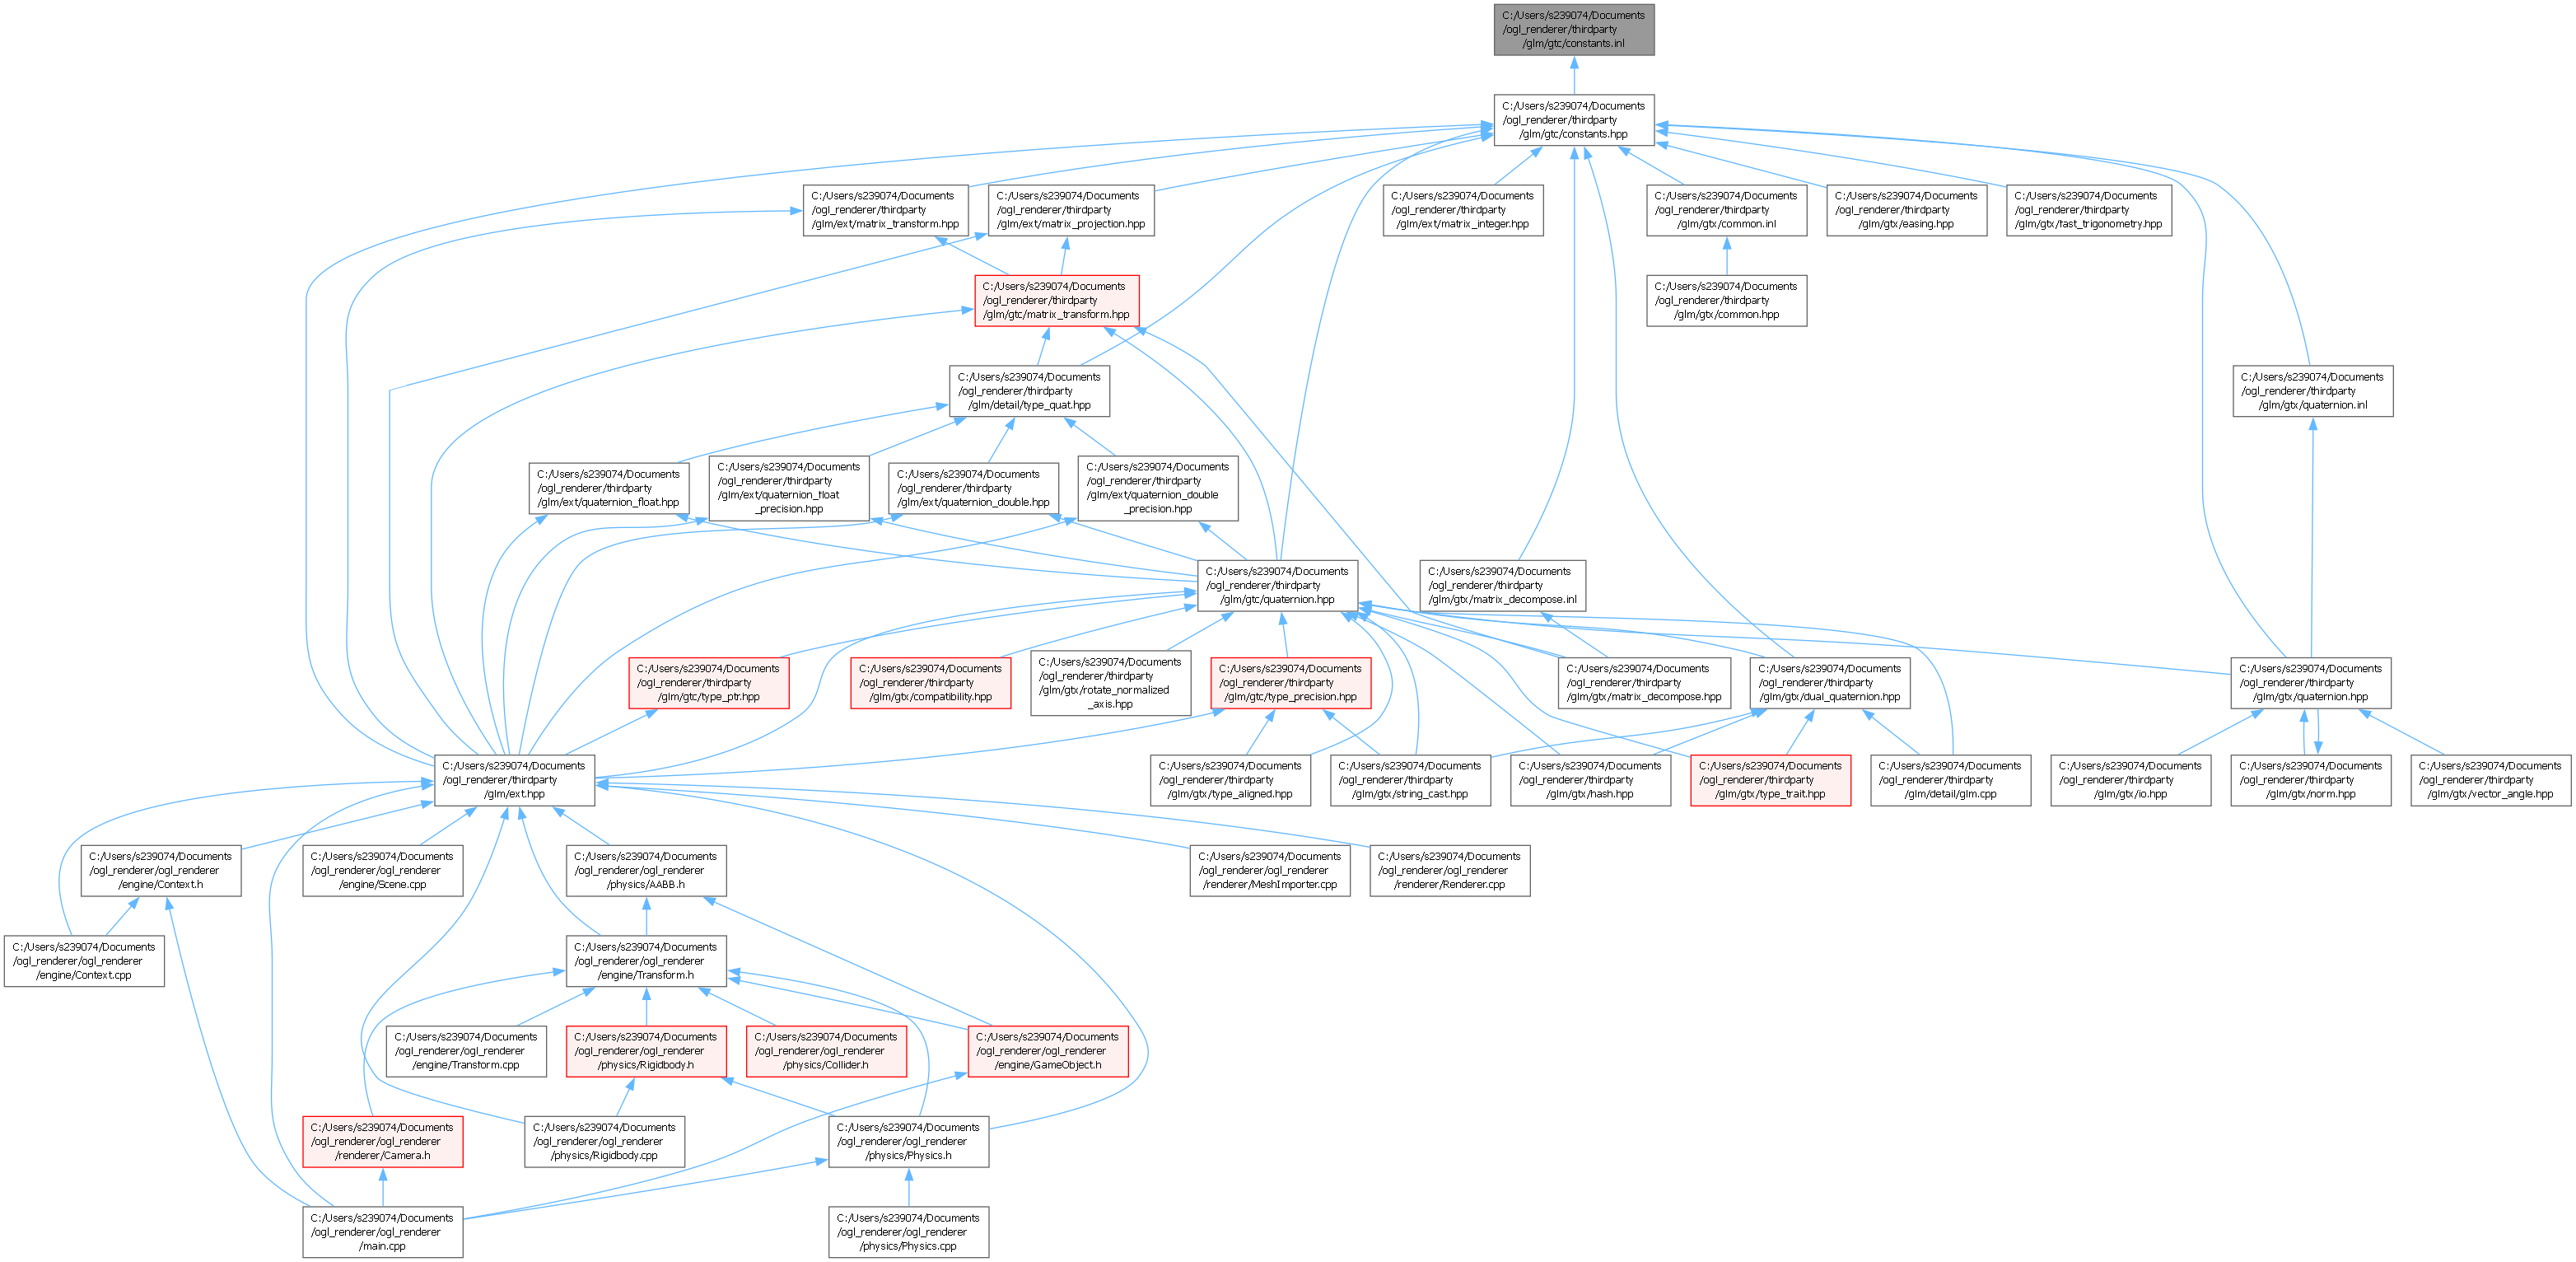 C:/Users/s239074/Documents
/ogl_renderer/thirdparty
/glm/gtc/constants.inl
C:/Users/s239074/Documents
/ogl_renderer/thirdparty
/glm/gtc/constants.hpp
C:/Users/s239074/Documents
/ogl_renderer/thirdparty
/glm/ext/matrix_transform.hpp
C:/Users/s239074/Documents
/ogl_renderer/thirdparty
/glm/ext/matrix_projection.hpp
C:/Users/s239074/Documents
/ogl_renderer/thirdparty
/glm/ext/matrix_integer.hpp
C:/Users/s239074/Documents
/ogl_renderer/thirdparty
/glm/gtx/common.inl
C:/Users/s239074/Documents
/ogl_renderer/thirdparty
/glm/gtx/easing.hpp
C:/Users/s239074/Documents
/ogl_renderer/thirdparty
/glm/gtx/fast_trigonometry.hpp
C:/Users/s239074/Documents
/ogl_renderer/thirdparty
/glm/gtc/matrix_transform.hpp
C:/Users/s239074/Documents
/ogl_renderer/thirdparty
/glm/gtx/common.hpp
C:/Users/s239074/Documents
/ogl_renderer/thirdparty
/glm/detail/type_quat.hpp
C:/Users/s239074/Documents
/ogl_renderer/thirdparty
/glm/gtx/quaternion.inl
C:/Users/s239074/Documents
/ogl_renderer/thirdparty
/glm/ext/quaternion_float.hpp
C:/Users/s239074/Documents
/ogl_renderer/thirdparty
/glm/ext/quaternion_float
_precision.hpp
C:/Users/s239074/Documents
/ogl_renderer/thirdparty
/glm/ext/quaternion_double.hpp
C:/Users/s239074/Documents
/ogl_renderer/thirdparty
/glm/ext/quaternion_double
_precision.hpp
C:/Users/s239074/Documents
/ogl_renderer/thirdparty
/glm/gtc/quaternion.hpp
C:/Users/s239074/Documents
/ogl_renderer/thirdparty
/glm/gtx/matrix_decompose.inl
C:/Users/s239074/Documents
/ogl_renderer/thirdparty
/glm/gtc/type_ptr.hpp
C:/Users/s239074/Documents
/ogl_renderer/thirdparty
/glm/gtx/compatibility.hpp
C:/Users/s239074/Documents
/ogl_renderer/thirdparty
/glm/gtx/rotate_normalized
_axis.hpp
C:/Users/s239074/Documents
/ogl_renderer/thirdparty
/glm/gtc/type_precision.hpp
C:/Users/s239074/Documents
/ogl_renderer/thirdparty
/glm/gtx/matrix_decompose.hpp
C:/Users/s239074/Documents
/ogl_renderer/thirdparty
/glm/gtx/dual_quaternion.hpp
C:/Users/s239074/Documents
/ogl_renderer/thirdparty
/glm/gtx/quaternion.hpp
C:/Users/s239074/Documents
/ogl_renderer/thirdparty
/glm/ext.hpp
C:/Users/s239074/Documents
/ogl_renderer/thirdparty
/glm/gtx/type_aligned.hpp
C:/Users/s239074/Documents
/ogl_renderer/thirdparty
/glm/gtx/string_cast.hpp
C:/Users/s239074/Documents
/ogl_renderer/thirdparty
/glm/gtx/hash.hpp
C:/Users/s239074/Documents
/ogl_renderer/thirdparty
/glm/gtx/type_trait.hpp
C:/Users/s239074/Documents
/ogl_renderer/thirdparty
/glm/detail/glm.cpp
C:/Users/s239074/Documents
/ogl_renderer/thirdparty
/glm/gtx/io.hpp
C:/Users/s239074/Documents
/ogl_renderer/thirdparty
/glm/gtx/norm.hpp
C:/Users/s239074/Documents
/ogl_renderer/thirdparty
/glm/gtx/vector_angle.hpp
C:/Users/s239074/Documents
/ogl_renderer/ogl_renderer
/engine/Context.h
C:/Users/s239074/Documents
/ogl_renderer/ogl_renderer
/engine/Scene.cpp
C:/Users/s239074/Documents
/ogl_renderer/ogl_renderer
/physics/AABB.h
C:/Users/s239074/Documents
/ogl_renderer/ogl_renderer
/renderer/MeshImporter.cpp
C:/Users/s239074/Documents
/ogl_renderer/ogl_renderer
/renderer/Renderer.cpp
C:/Users/s239074/Documents
/ogl_renderer/ogl_renderer
/engine/Context.cpp
C:/Users/s239074/Documents
/ogl_renderer/ogl_renderer
/engine/Transform.h
C:/Users/s239074/Documents
/ogl_renderer/ogl_renderer
/engine/Transform.cpp
C:/Users/s239074/Documents
/ogl_renderer/ogl_renderer
/physics/Rigidbody.h
C:/Users/s239074/Documents
/ogl_renderer/ogl_renderer
/physics/Collider.h
C:/Users/s239074/Documents
/ogl_renderer/ogl_renderer
/engine/GameObject.h
C:/Users/s239074/Documents
/ogl_renderer/ogl_renderer
/renderer/Camera.h
C:/Users/s239074/Documents
/ogl_renderer/ogl_renderer
/physics/Rigidbody.cpp
C:/Users/s239074/Documents
/ogl_renderer/ogl_renderer
/physics/Physics.h
C:/Users/s239074/Documents
/ogl_renderer/ogl_renderer
/main.cpp
C:/Users/s239074/Documents
/ogl_renderer/ogl_renderer
/physics/Physics.cpp